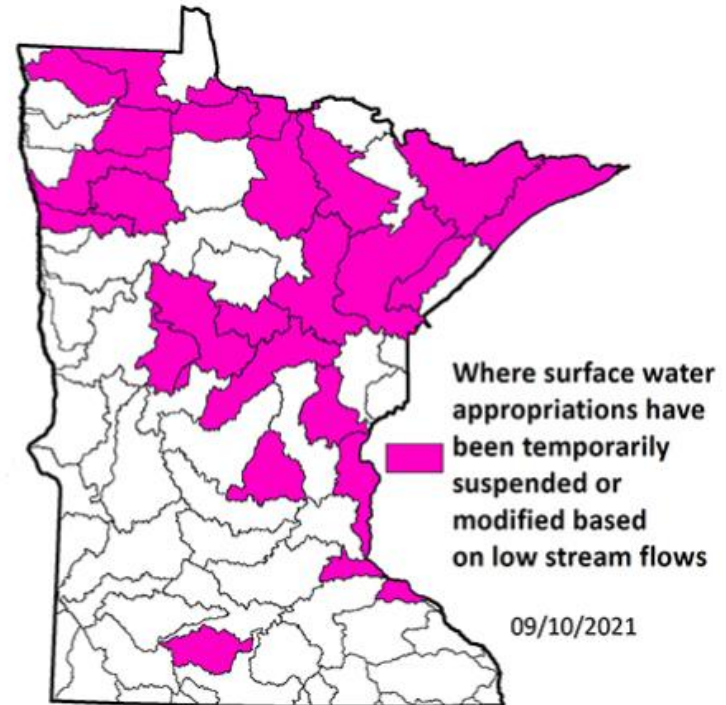 Where surface water
appropriations have
been temporarily
suspended or
modified based
on low stream flows
09/10/2021